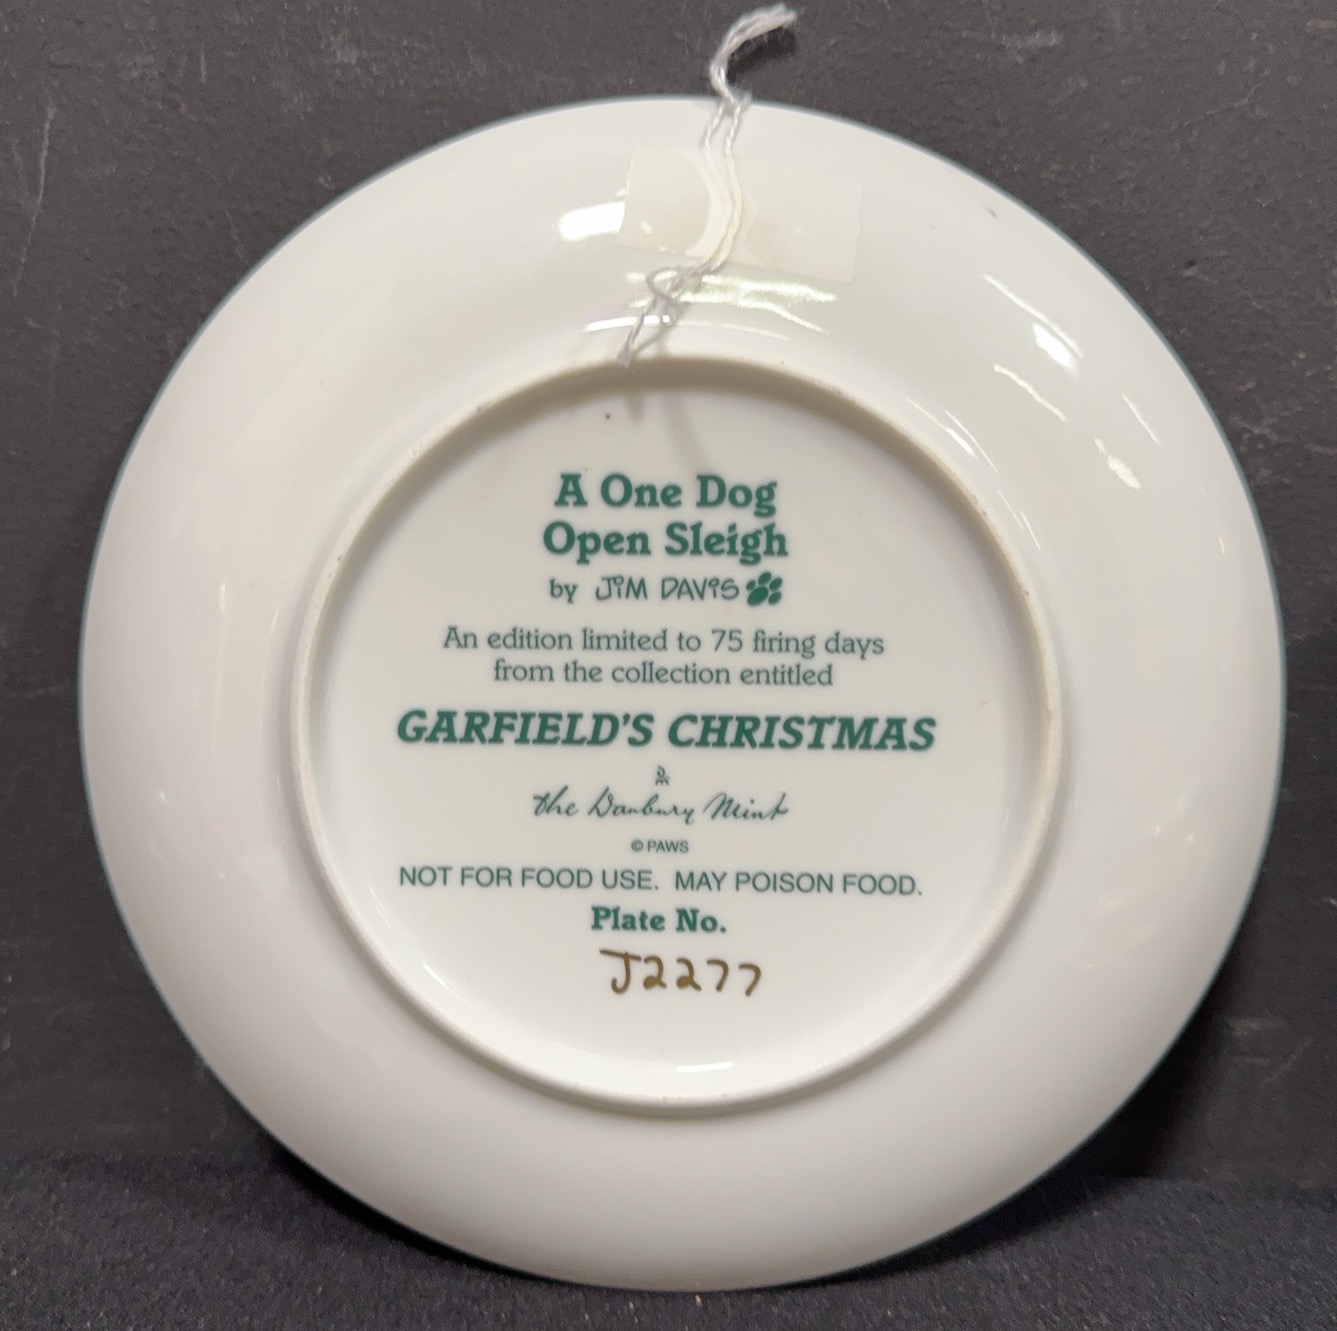 A One Dog
Open Sleigh
by JiM DAViS
An edition limited to 75 firing days
from the collection entitled
GARFIELD'S CHRISTMAS
the Danbury Mint
© PAWS
NOT FOR FOOD USE. MAY POISON FOOD.
Plate No.
J2277